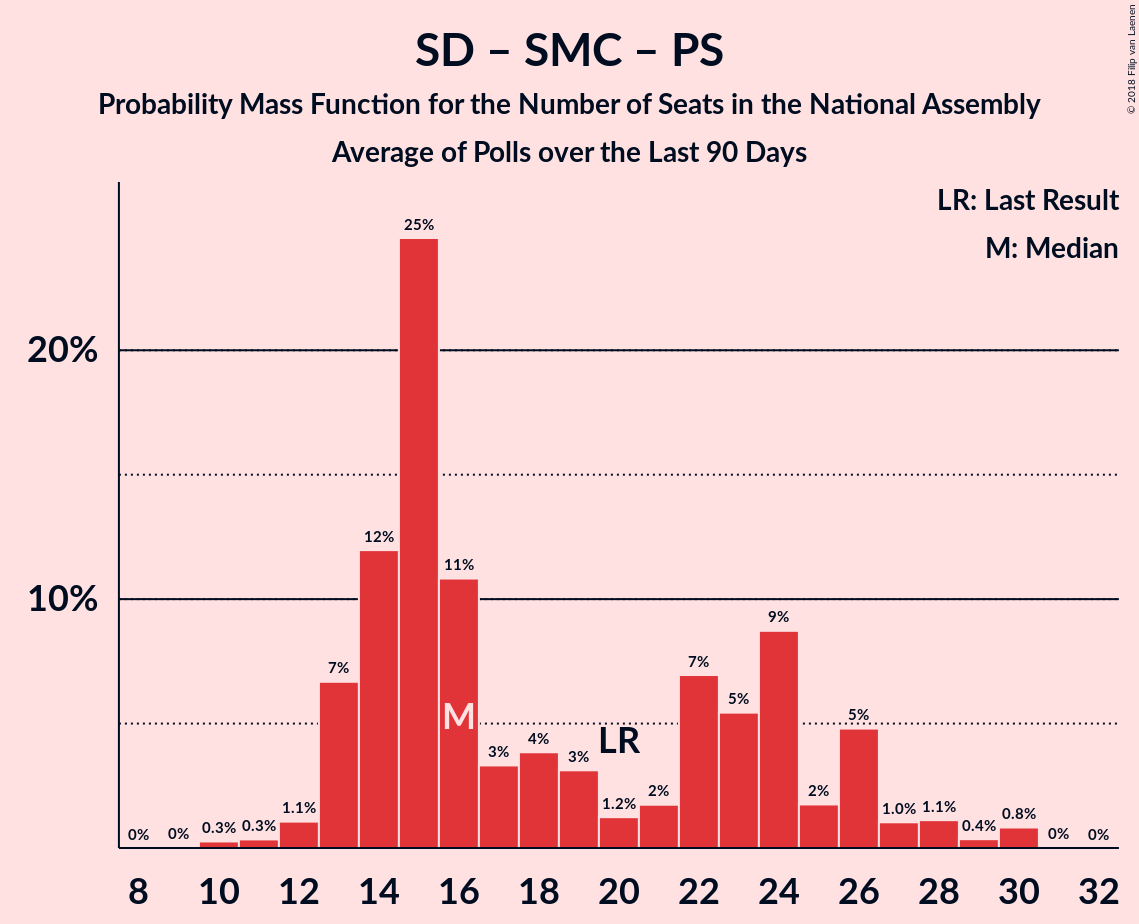 SD – SMC – PS
Probability Mass Function for the Number of Seats in the National Assembly
Average of Polls over the Last 90 Days
© 2018 Filip van Laenen
LR: Last Result
M: Median
20%
10%
0% 0% 0.3% 0.3% 1.1% 7% 12% 25% 11% 3% 4% 3% 1.2% 2% 7% 5% 9% 2% 5% 1.0% 1.1% 0.4% 0.8% 0% 0%
M LR
8 10 12 14 16 18 20 22 24 26 28 30 32